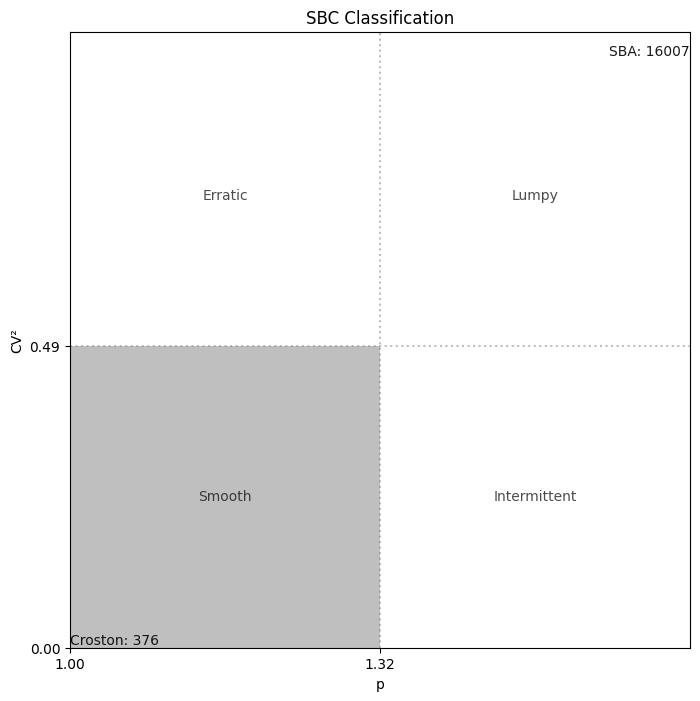 SBC Classification
SBA: 16007
Erratic
Lumpy
CV²
0.49
Smooth
Intermittent
Croston: 376
0.00
1.00
1.32
p